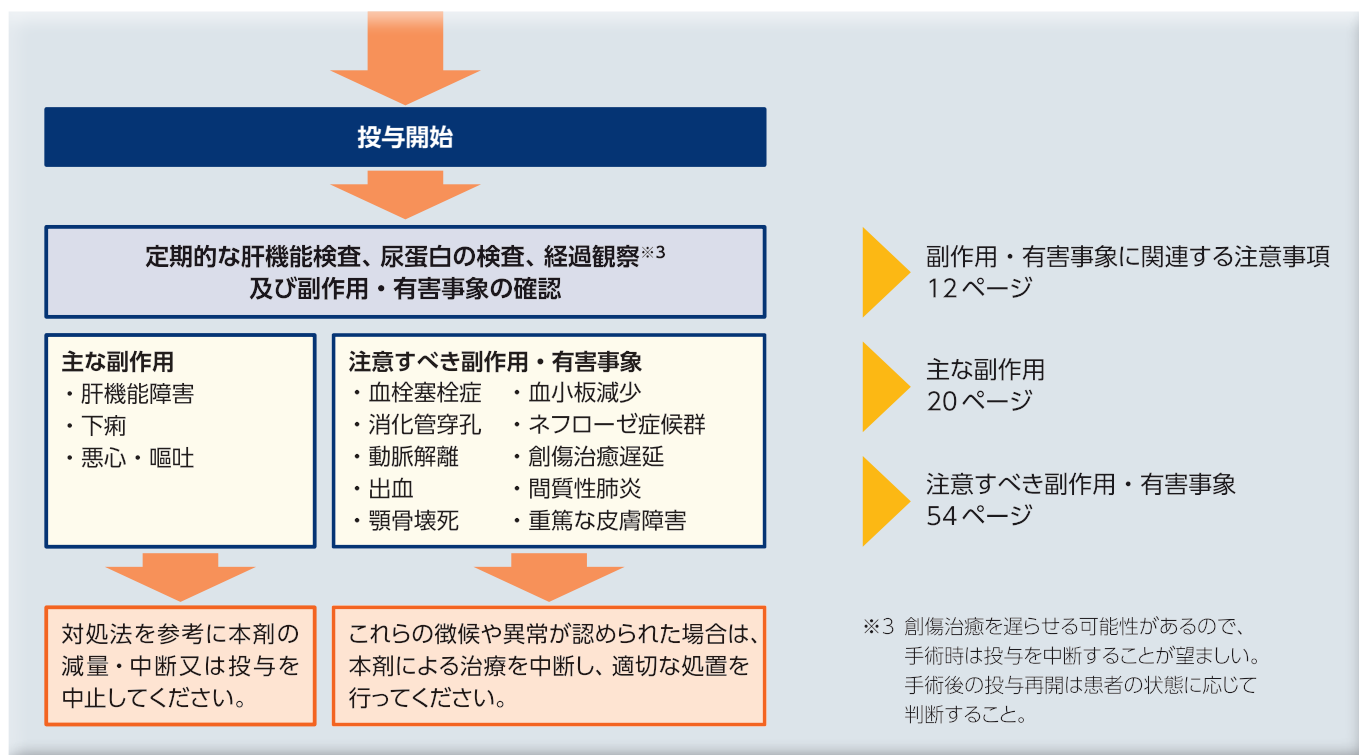 投与開始
定期的な肝機能検査、尿蛋白の検査、経過観察※3
及び副作用・有害事象の確認
主な副作用
・肝機能障害
・下痢
・悪心・嘔吐
注意すべき副作用・有害事象
・血栓塞栓症
・消化管穿孔
・動脈解離
・出血
・顎骨壊死
・血小板減少
・ネフローゼ症候群
・創傷治癒遅延
・間質性肺炎
・重篤な皮膚障害
対処法を参考に本剤の
減量・中断又は投与を
中止してください。
これらの徴候や異常が認められた場合は、
本剤による治療を中断し、適切な処置を
行ってください。
副作用・有害事象に関連する注意事項
12ページ
主な副作用
20ページ
注意すべき副作用・有害事象
54ページ
※3 創傷治癒を遅らせる可能性があるので、
手術時は投与を中断することが望ましい。
手術後の投与再開は患者の状態に応じて
判断すること。